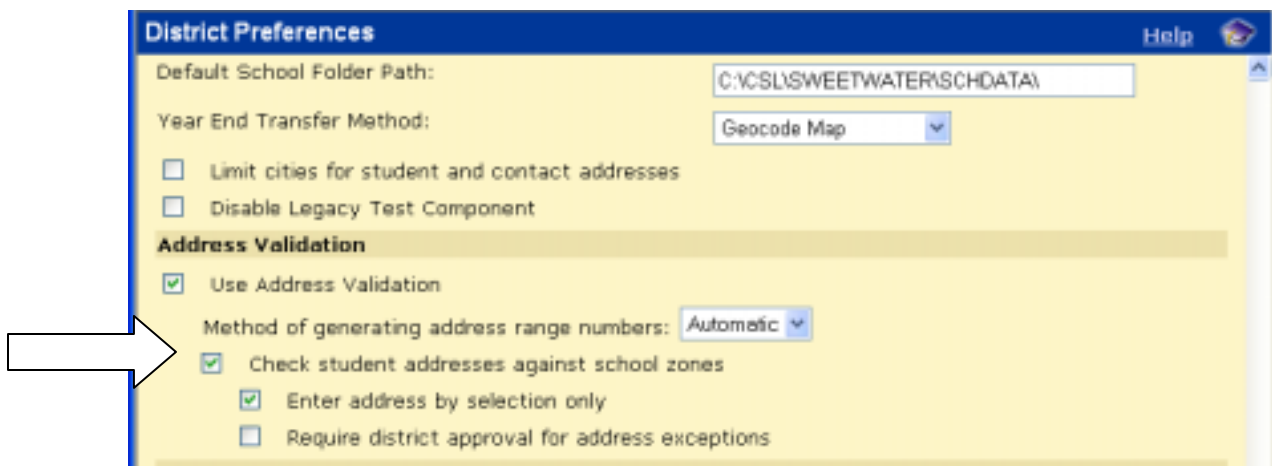 District Preferences Help
Default School Folder Path: C:\CSL\SWEETWATER\SCHDATA\
Year End Transfer Method: Geocode Map
Limit cities for student and contact addresses
Disable Legacy Test Component
Address Validation
Use Address Validation
Method of generating address range numbers: Automatic
Check student addresses against school zones
Enter address by selection only
Require district approval for address exceptions